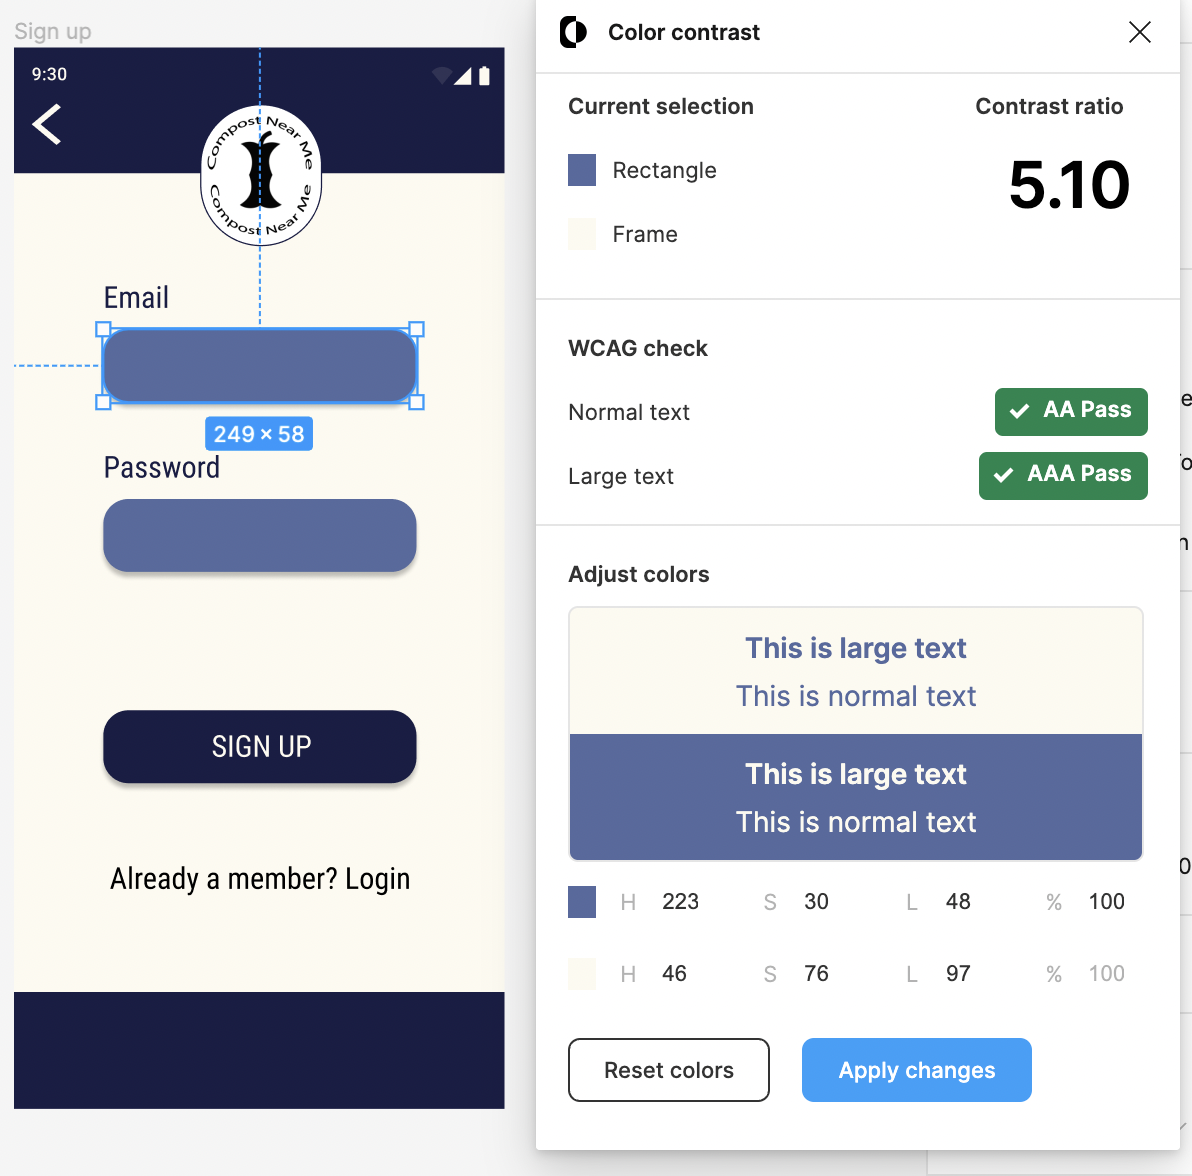 Sign up
9:30
Compost Near Me
Compost Near Me
Email
249 × 58
Password
SIGN UP
Already a member? Login
Color contrast
Current selection
Contrast ratio
Rectangle
5.10
Frame
WCAG check
Normal text
AA Pass
Large text
AAA Pass
Adjust colors
This is large text
This is normal text
This is large text
This is normal text
H 223 S 30 L 48 % 100
H 46 S 76 L 97 % 100
Reset colors
Apply changes